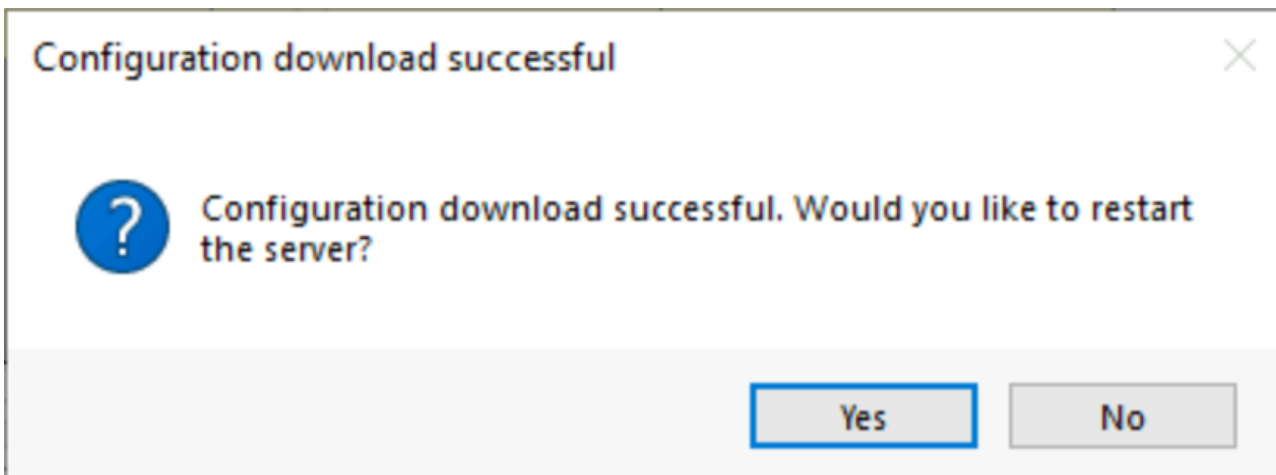 Configuration download successful
Configuration download successful. Would you like to restart
the server?
Yes
No